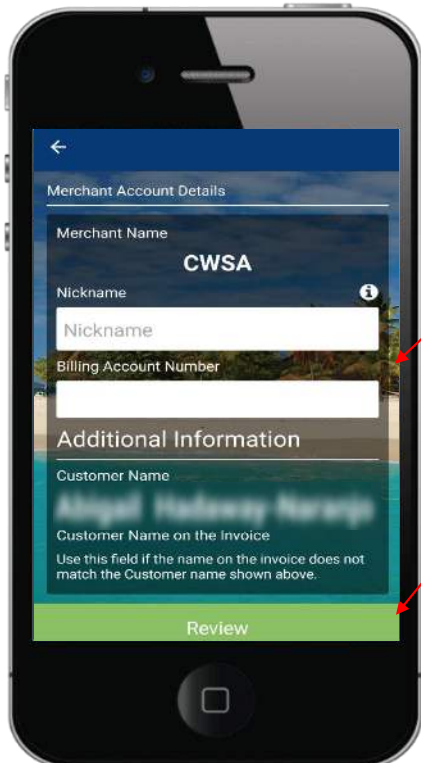 Merchant Account Details
Merchant Name
CWSA
Nickname
Nickname
Billing Account Number
Additional Information
Customer Name
Customer Name on the Invoice
Use this field if the name on the invoice does not
match the Customer name shown above.
Review